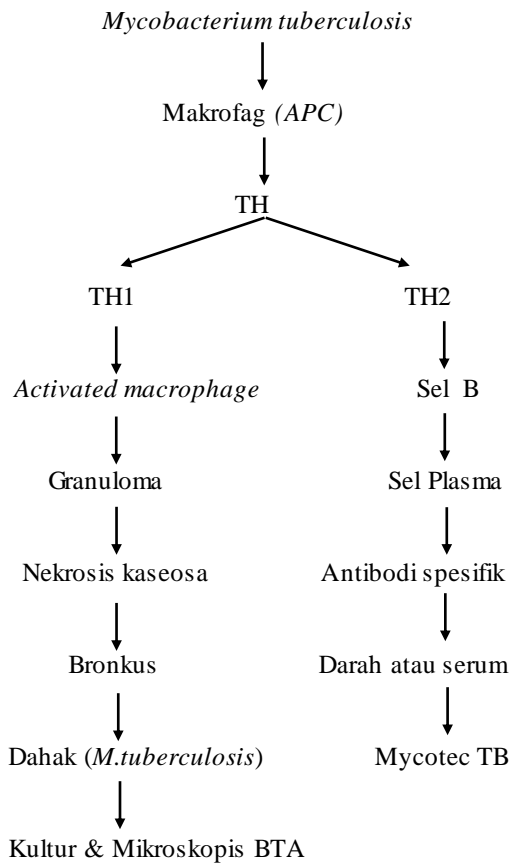 Mycobacterium tuberculosis
Makrofag (APC)
TH
TH1
TH2
Activated macrophage
Sel B
Granuloma
Sel Plasma
Nekrosis kaseosa
Antibodi spesifik
Bronkus
Darah atau serum
Dahak (M.tuberculosis)
Mycotec TB
Kultur & Mikroskopis BTA